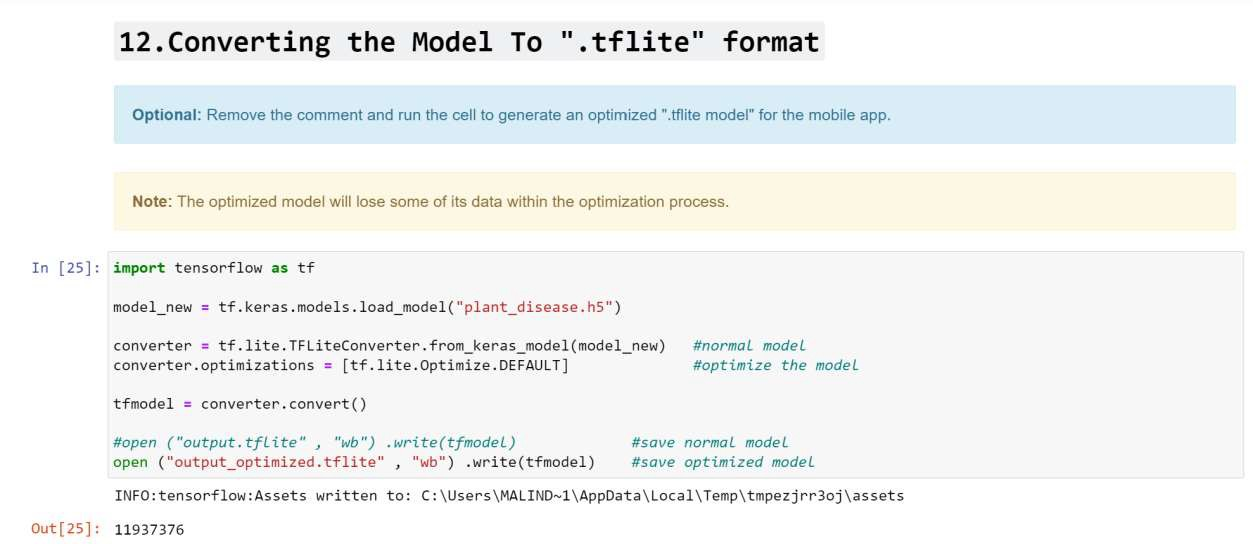 12.Converting the Model To ".tflite" format
Optional: Remove the comment and run the cell to generate an optimized ".tflite model" for the mobile app.
Note: The optimized model will lose some of its data within the optimization process.
In [25]: import tensorflow as tf
model_new = tf.keras.models.load_model("plant_disease.h5")
converter = tf.lite.TFLiteConverter.from_keras_model(model_new)   #normal model
converter.optimizations = [tf.lite.Optimize.DEFAULT]              #optimize the model
tfmodel = converter.convert()
#open ("output.tflite" , "wb") .write(tfmodel)             #save normal model
open ("output_optimized.tflite" , "wb") .write(tfmodel)    #save optimized model
INFO:tensorflow:Assets written to: C:\Users\MALIND~1\AppData\Local\Temp\tmpezjrr3oj\assets
Out[25]: 11937376